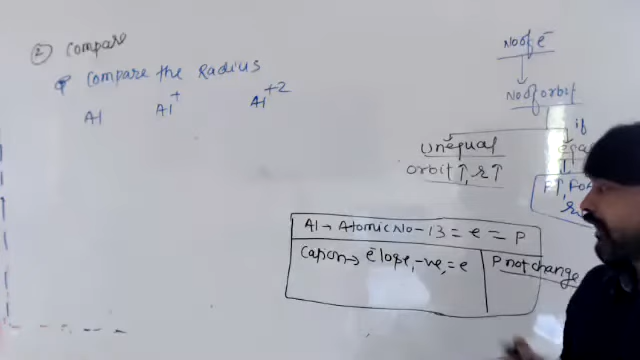 ② Compare
Compare the Radius
Al Al+ Al+2
No of e-
No of orbit
if
unequal
orbit ↑, r ↑
Al → Atomic No - 13 = e = P
Cation → e- lose, -ve, = e
P not change